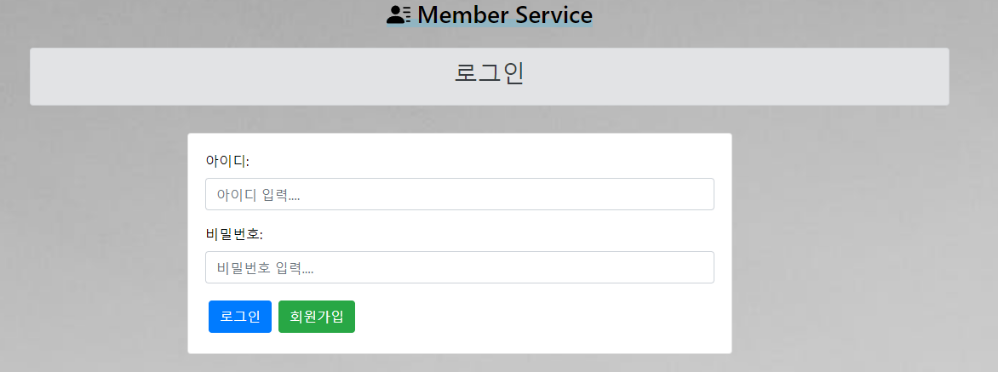 Member Service
로그인
아이디:
아이디 입력....
비밀번호:
비밀번호 입력....
로그인 회원가입